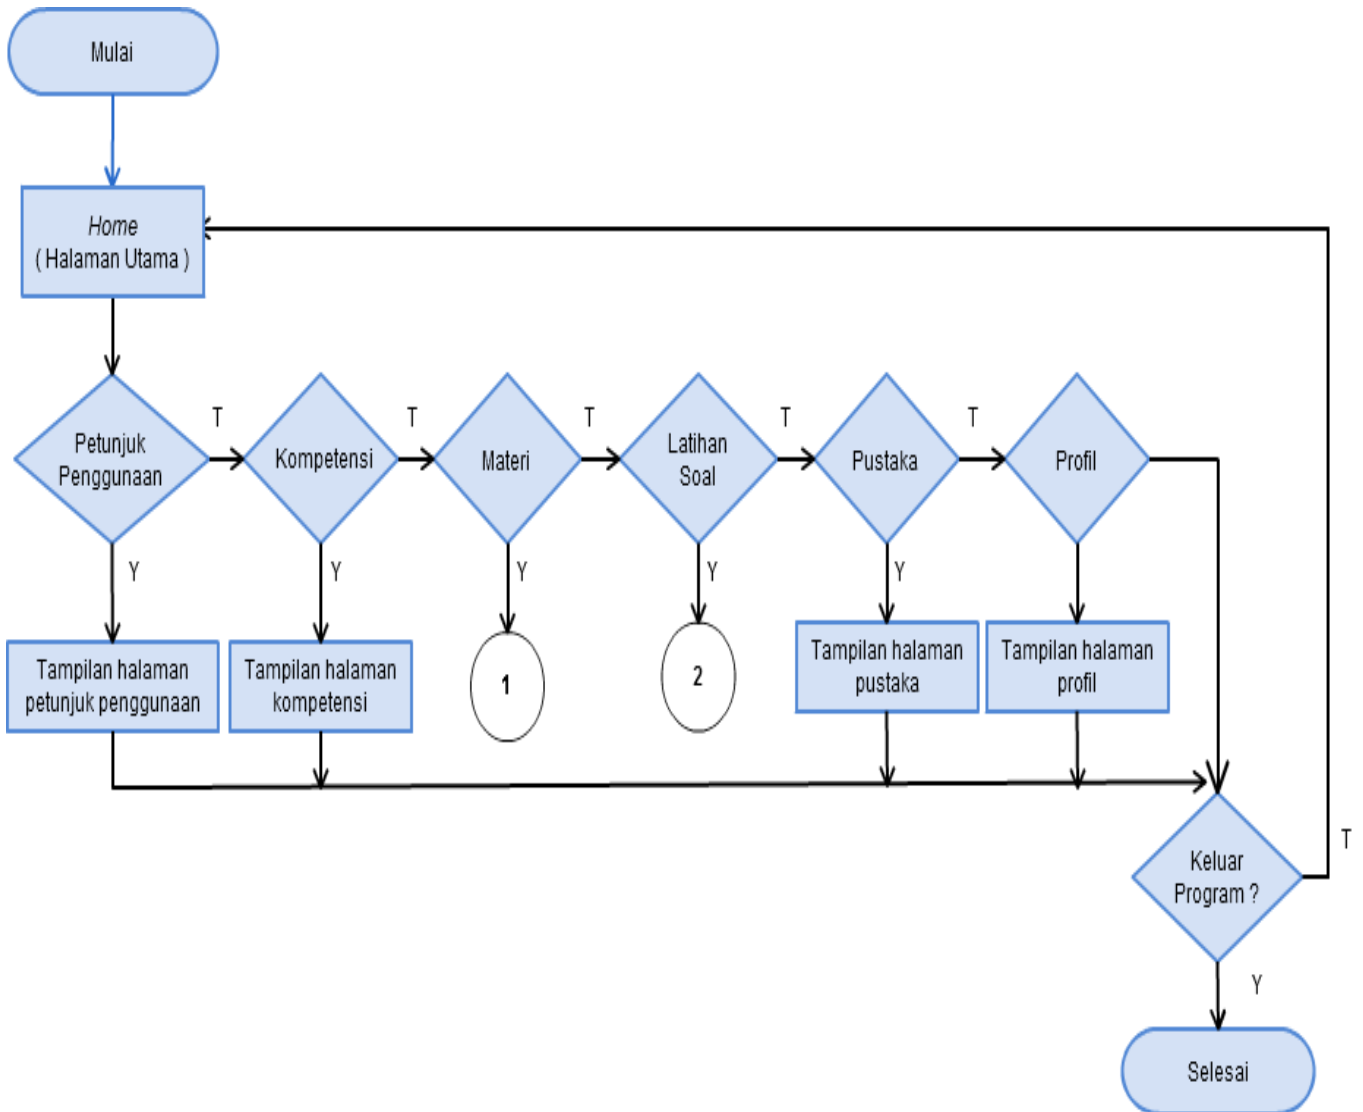 Mulai
Home
( Halaman Utama )
Petunjuk
Penggunaan
T
Kompetensi
T
Materi
T
Latihan
Soal
T
Pustaka
T
Profil
Y
Y
Y
Y
Y
Tampilan halaman
petunjuk penggunaan
Tampilan halaman
kompetensi
1
2
Tampilan halaman
pustaka
Tampilan halaman
profil
T
Keluar
Program ?
Y
Selesai